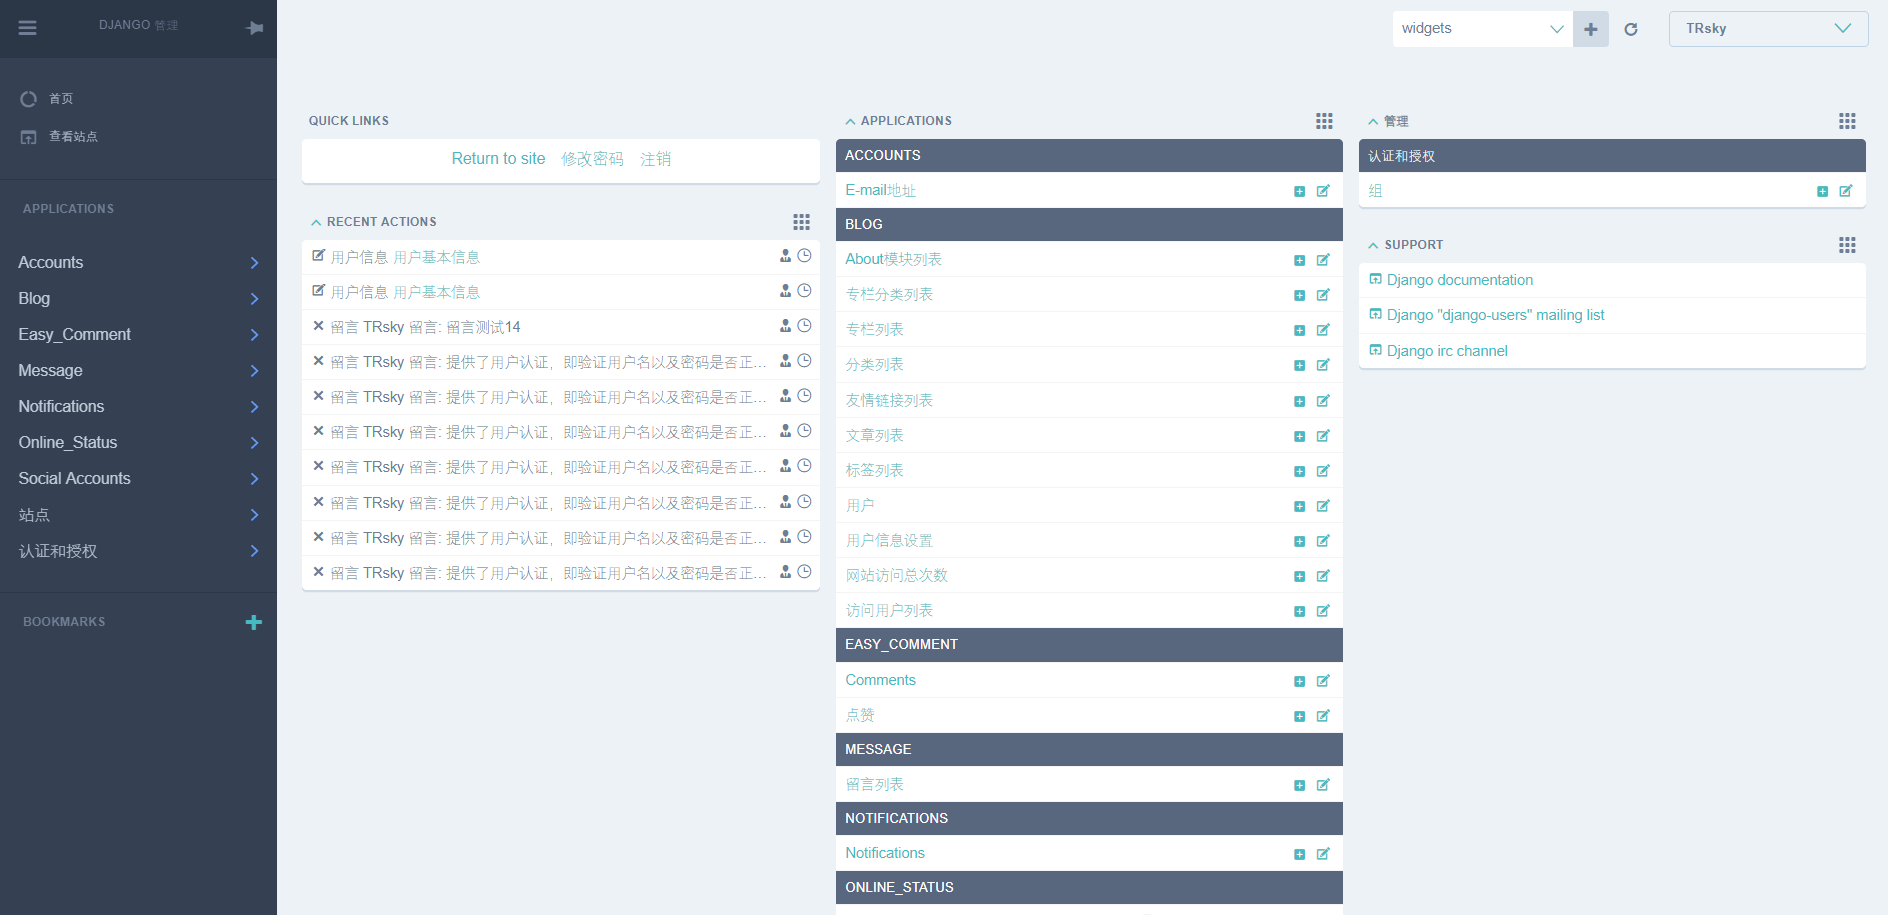 DJANGO 管理
首页
查看站点
APPLICATIONS
Accounts
Blog
Easy_Comment
Message
Notifications
Online_Status
Social Accounts
站点
认证和授权
BOOKMARKS
widgets
TRsky
QUICK LINKS
Return to site 修改密码 注销
RECENT ACTIONS
用户信息 用户基本信息
用户信息 用户基本信息
留言 TRsky 留言: 留言测试14
留言 TRsky 留言: 提供了用户认证，即验证用户名以及密码是否正...
留言 TRsky 留言: 提供了用户认证，即验证用户名以及密码是否正...
留言 TRsky 留言: 提供了用户认证，即验证用户名以及密码是否正...
留言 TRsky 留言: 提供了用户认证，即验证用户名以及密码是否正...
留言 TRsky 留言: 提供了用户认证，即验证用户名以及密码是否正...
留言 TRsky 留言: 提供了用户认证，即验证用户名以及密码是否正...
留言 TRsky 留言: 提供了用户认证，即验证用户名以及密码是否正...
APPLICATIONS
ACCOUNTS
E-mail地址
BLOG
About模块列表
专栏分类列表
专栏列表
分类列表
友情链接列表
文章列表
标签列表
用户
用户信息设置
网站访问总次数
访问用户列表
EASY_COMMENT
Comments
点赞
MESSAGE
留言列表
NOTIFICATIONS
Notifications
ONLINE_STATUS
管理
认证和授权
组
SUPPORT
Django documentation
Django "django-users" mailing list
Django irc channel